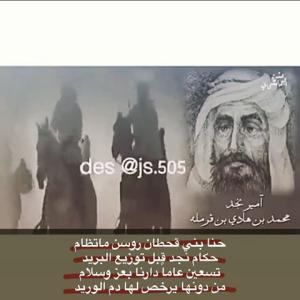 des @js.505
أمير نجد
محمد بن هادي بن قرمله
حنا بني قحطان روسن ماتظام
حكام نجد قبل توزيع البريد
تسعين عاماً دارنا بعز وسلام
من دونها يرخص لها دم الوريد